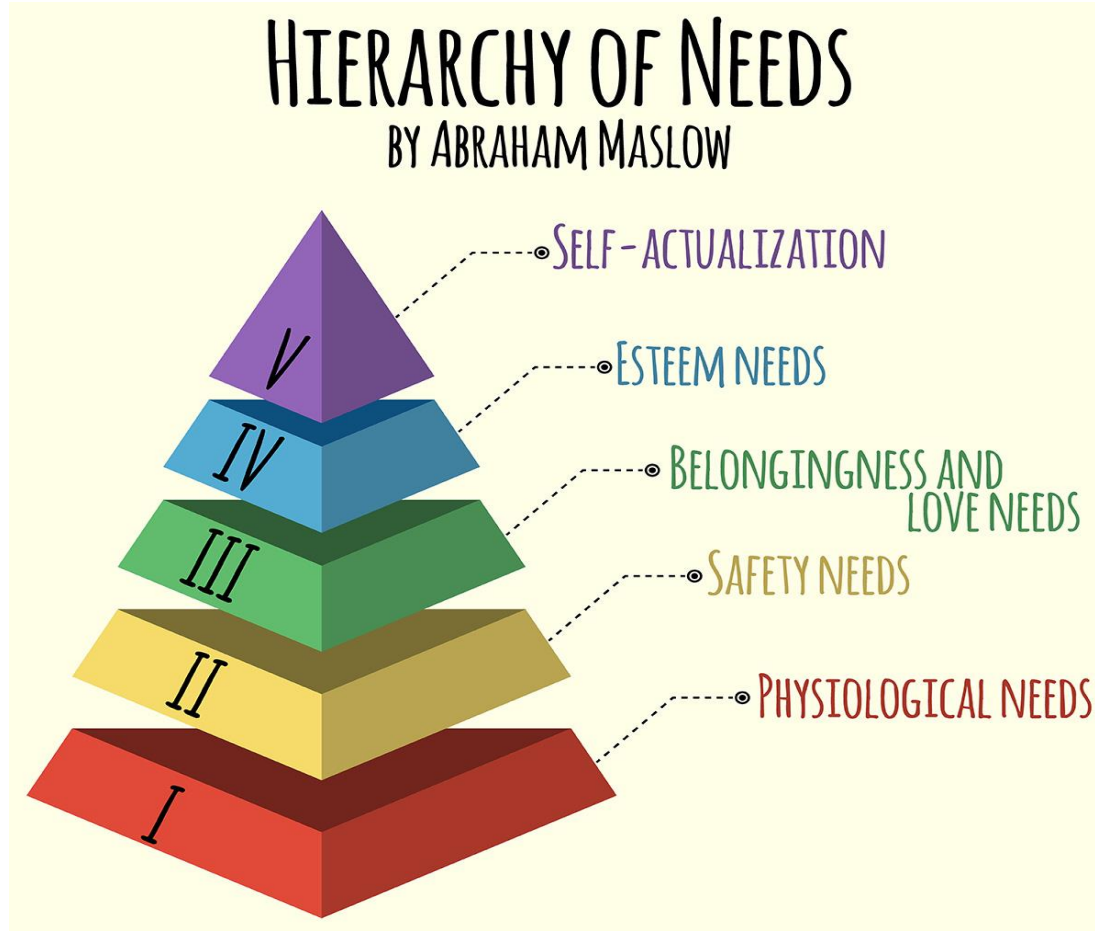 HIERARCHY OF NEEDS
BY ABRAHAM MASLOW
SELF-ACTUALIZATION
V
ESTEEM NEEDS
IV
BELONGINGNESS AND
LOVE NEEDS
III
SAFETY NEEDS
II
PHYSIOLOGICAL NEEDS
I